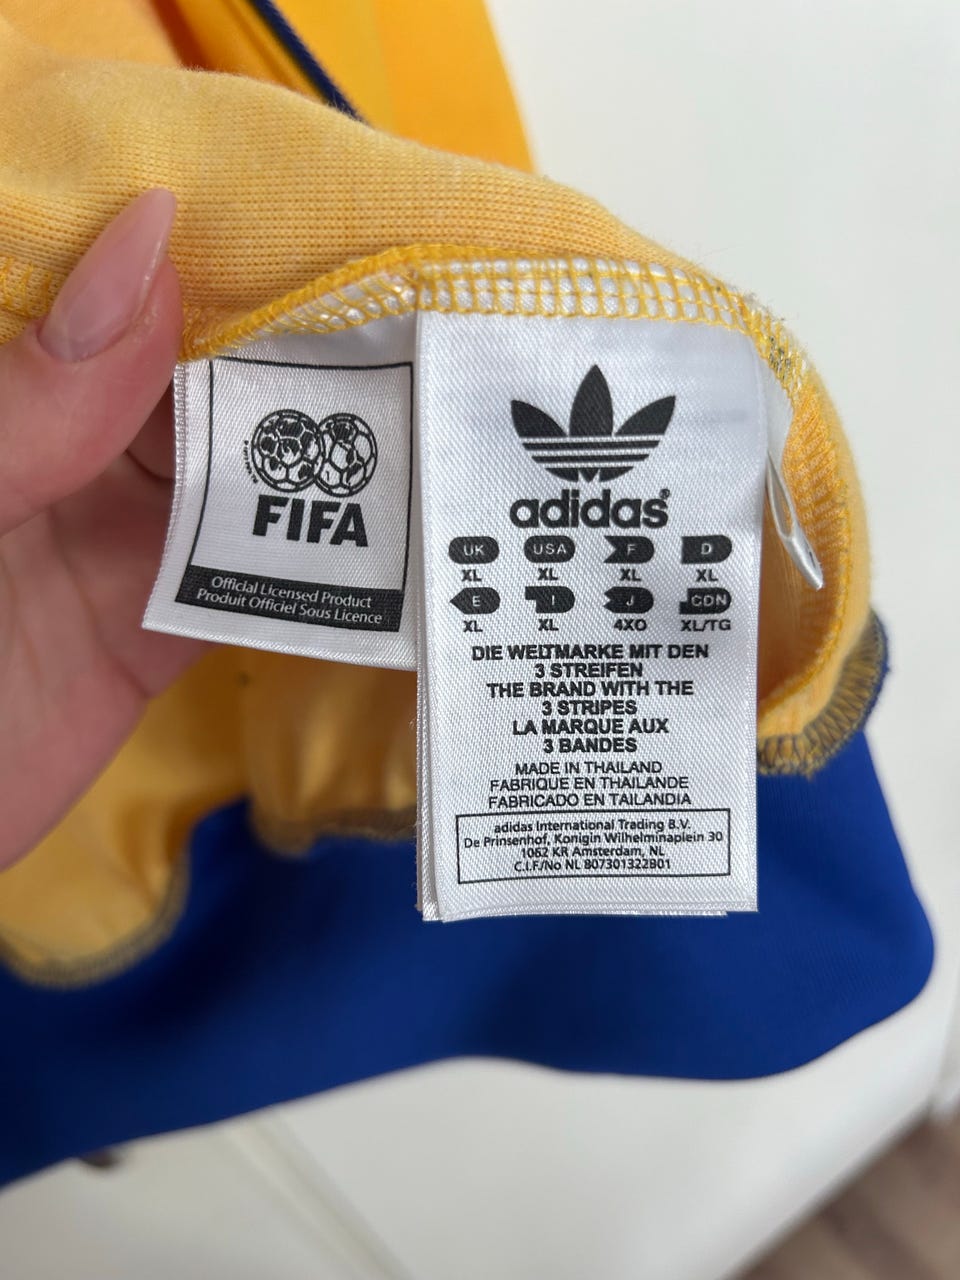 FIFA
Official Licensed Product
Produit Officiel Sous Licence
adidas®
UK USA F D
XL XL XL XL
E I J CDN
XL XL 4XO XL/TG
DIE WELTMARKE MIT DEN
3 STREIFEN
THE BRAND WITH THE
3 STRIPES
LA MARQUE AUX
3 BANDES
MADE IN THAILAND
FABRIQUE EN THAILANDE
FABRICADO EN TAILANDIA
adidas International Trading B.V.
De Prinsenhof, Konigin Wilhelminaplein 30
1062 KR Amsterdam, NL
C.I.F/No NL 807301322B01